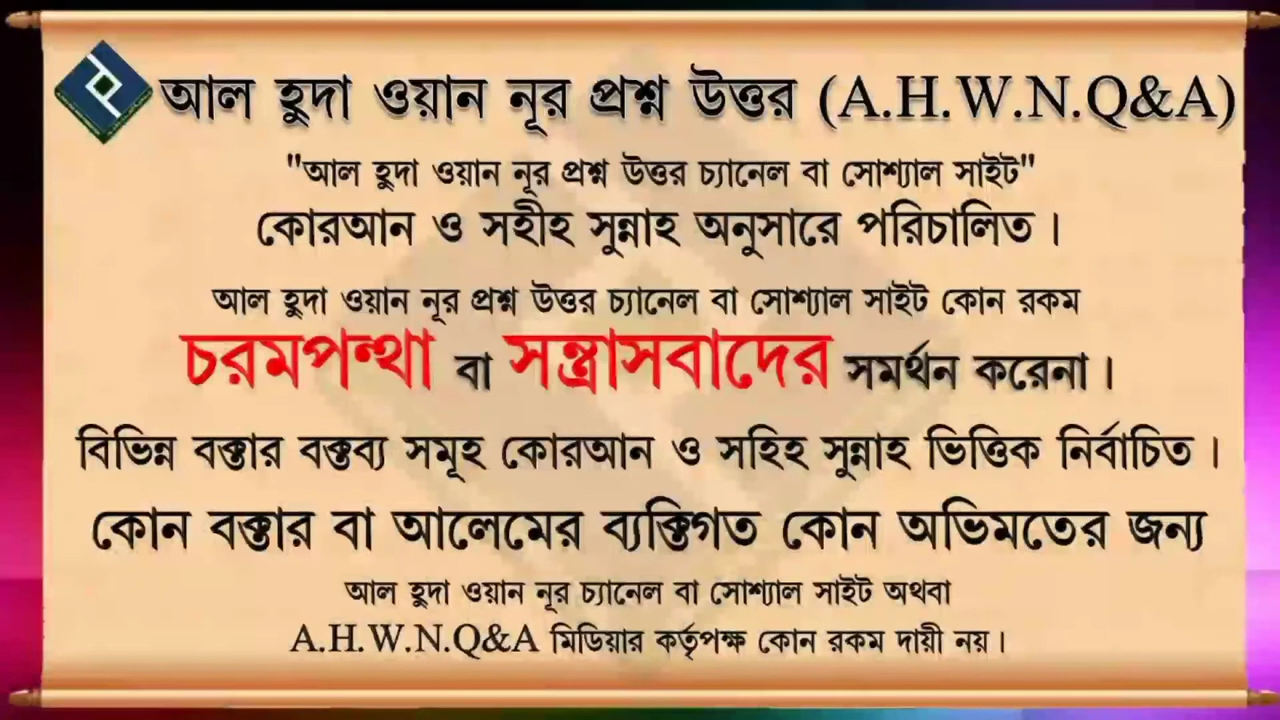 আল হুদা ওয়ান নূর প্রশ্ন উত্তর (A.H.W.N.Q&A)
"আল হুদা ওয়ান নূর প্রশ্ন উত্তর চ্যানেল বা সোশ্যাল সাইট"
কোরআন ও সহীহ সুন্নাহ অনুসারে পরিচালিত।
আল হুদা ওয়ান নূর প্রশ্ন উত্তর চ্যানেল বা সোশ্যাল সাইট কোন রকম
চরমপন্থা বা সন্ত্রাসবাদের সমর্থন করেনা।
বিভিন্ন বক্তার বক্তব্য সমূহ কোরআন ও সহিহ সুন্নাহ ভিত্তিক নির্বাচিত।
কোন বক্তার বা আলেমের ব্যক্তিগত কোন অভিমতের জন্য
আল হুদা ওয়ান নূর চ্যানেল বা সোশ্যাল সাইট অথবা
A.H.W.N.Q&A মিডিয়ার কর্তৃপক্ষ কোন রকম দায়ী নয়।